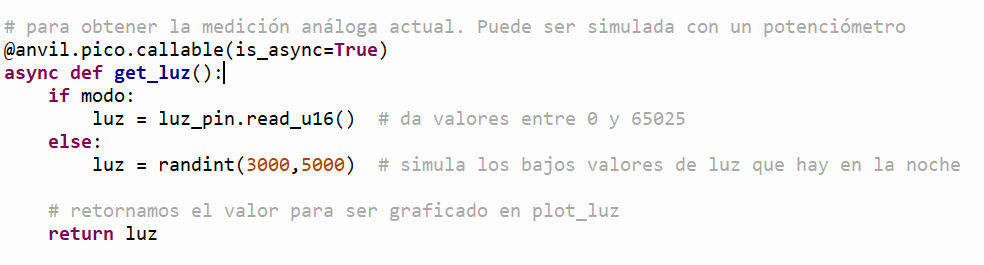 # para obtener la medición análoga actual. Puede ser simulada con un potenciómetro
@anvil.pico.callable(is_async=True)
async def get_luz():
    if modo:
        luz = luz_pin.read_u16()  # da valores entre 0 y 65025
    else:
        luz = randint(3000,5000)  # simula los bajos valores de luz que hay en la noche

    # retornamos el valor para ser graficado en plot_luz
    return luz